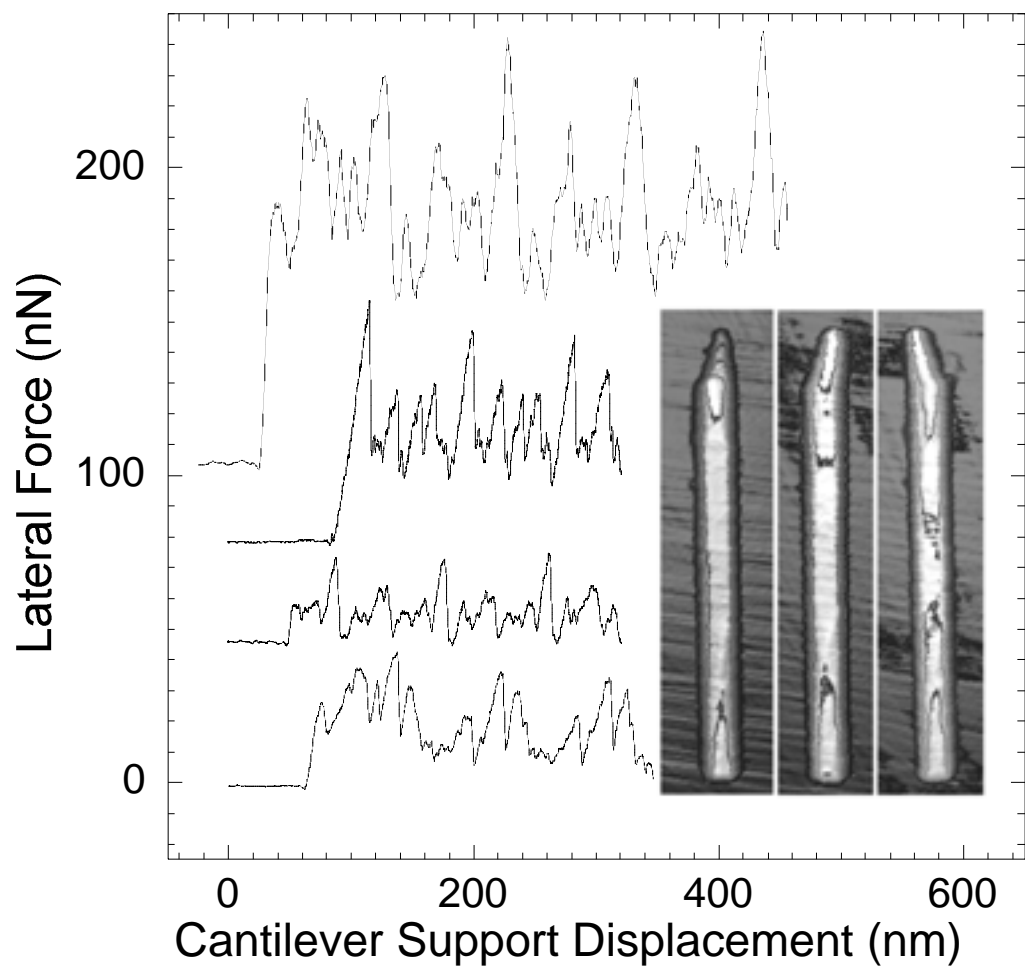 Lateral Force (nN)
200
100
0
0 200 400 600
Cantilever Support Displacement (nm)